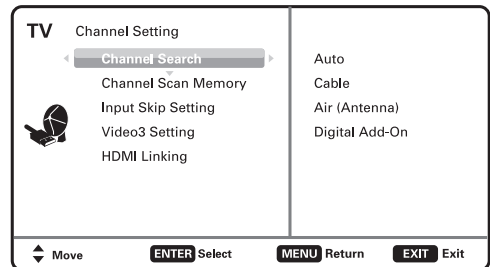 TV Channel Setting
Channel Search
Channel Scan Memory
Input Skip Setting
Video3 Setting
HDMI Linking
Auto
Cable
Air (Antenna)
Digital Add-On
Move ENTER Select MENU Return EXIT Exit